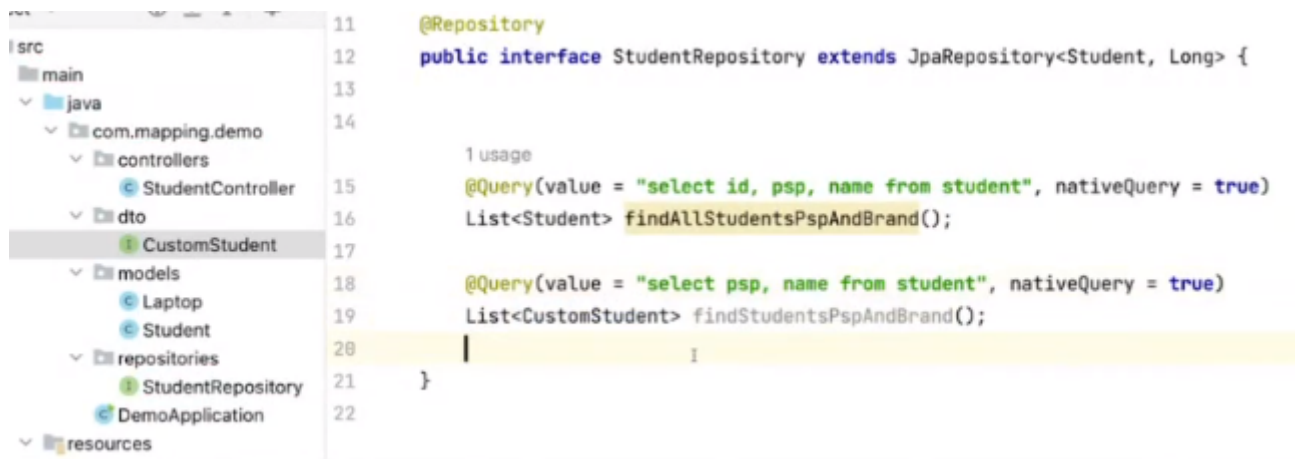 src
main
java
com.mapping.demo
controllers
StudentController
dto
CustomStudent
models
Laptop
Student
repositories
StudentRepository
DemoApplication
resources
11 @Repository
12 public interface StudentRepository extends JpaRepository<Student, Long> {
13
14
1 usage
15 @Query(value = "select id, psp, name from student", nativeQuery = true)
16 List<Student> findAllStudentsPspAndBrand();
17
18 @Query(value = "select psp, name from student", nativeQuery = true)
19 List<CustomStudent> findStudentsPspAndBrand();
20
21 }
22